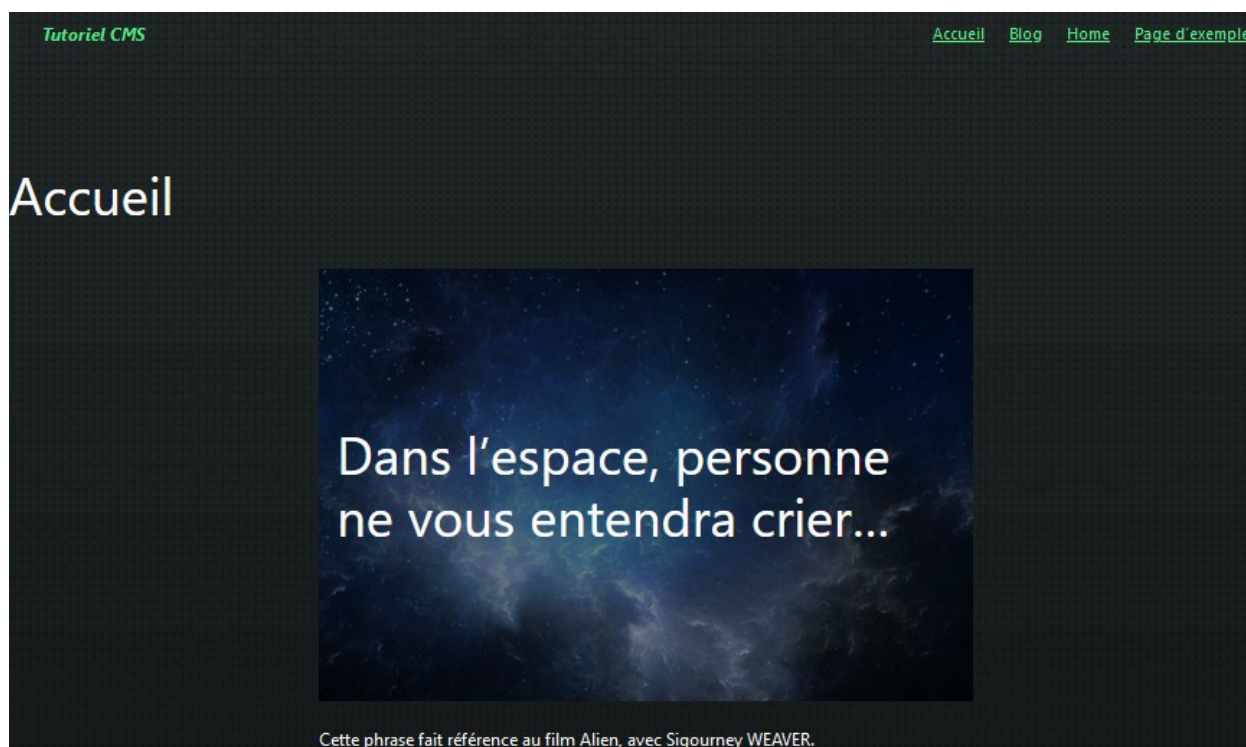 Tutoriel CMS
Accueil Blog Home Page d'exemple
Accueil
Dans l’espace, personne
ne vous entendra crier…
Cette phrase fait référence au film Alien, avec Sigourney WEAVER.